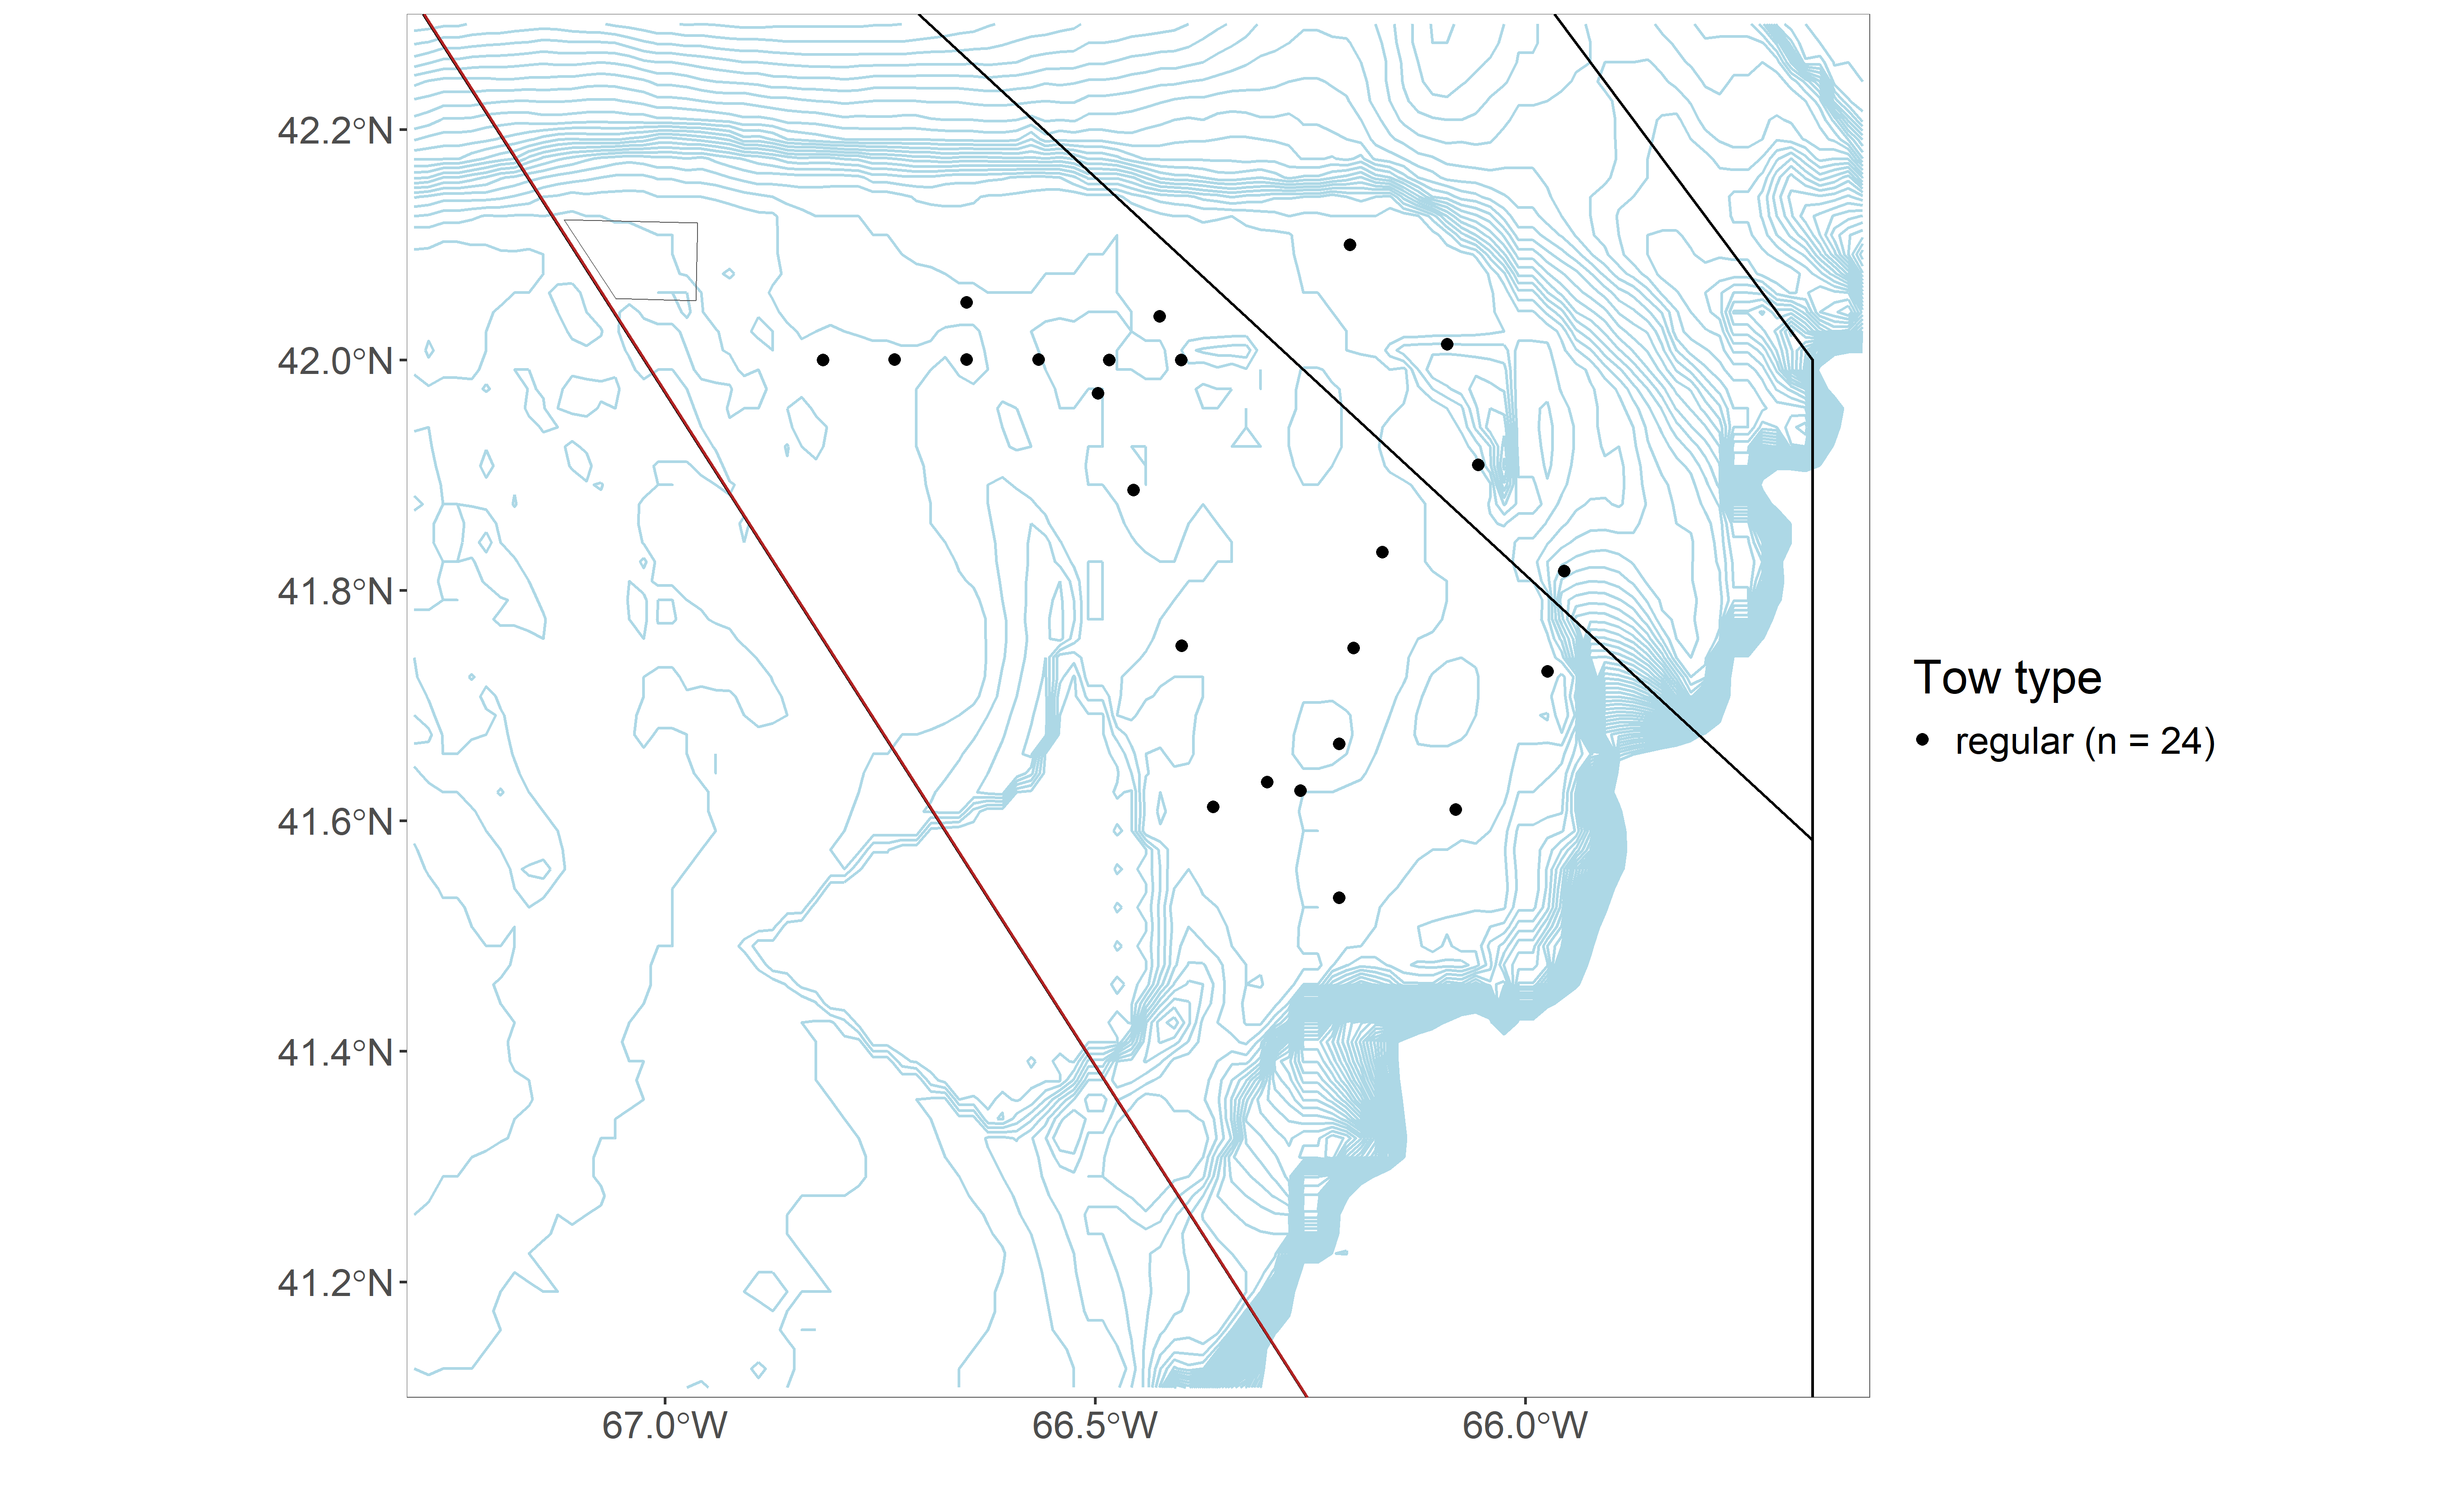 42.2°N
42.0°N
41.8°N
41.6°N
41.4°N
41.2°N
67.0°W
66.5°W
66.0°W
Tow type
regular (n = 24)